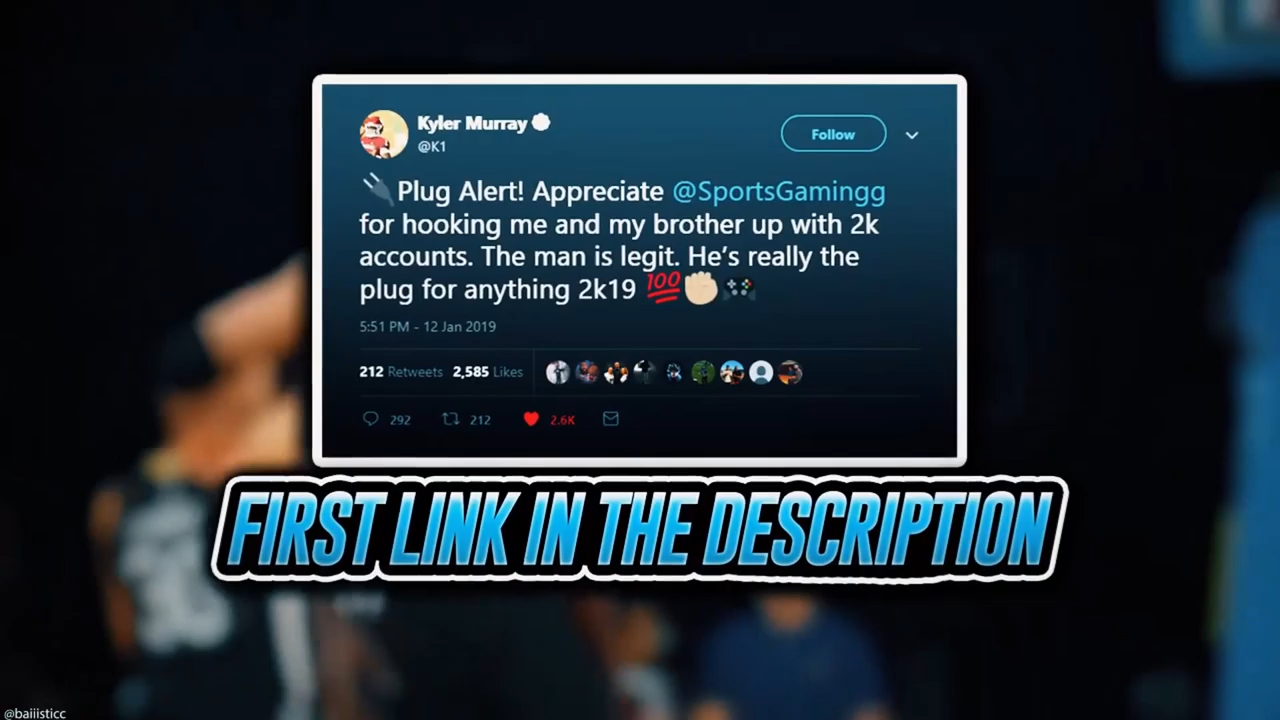 Kyler Murray
@K1
Follow
🔌Plug Alert! Appreciate @SportsGamingg
for hooking me and my brother up with 2k
accounts. The man is legit. He’s really the
plug for anything 2k19 💯✊🏼🎮
5:51 PM - 12 Jan 2019
212 Retweets 2,585 Likes
292 212 2.6K
FIRST LINK IN THE DESCRIPTION
@baiiisticc